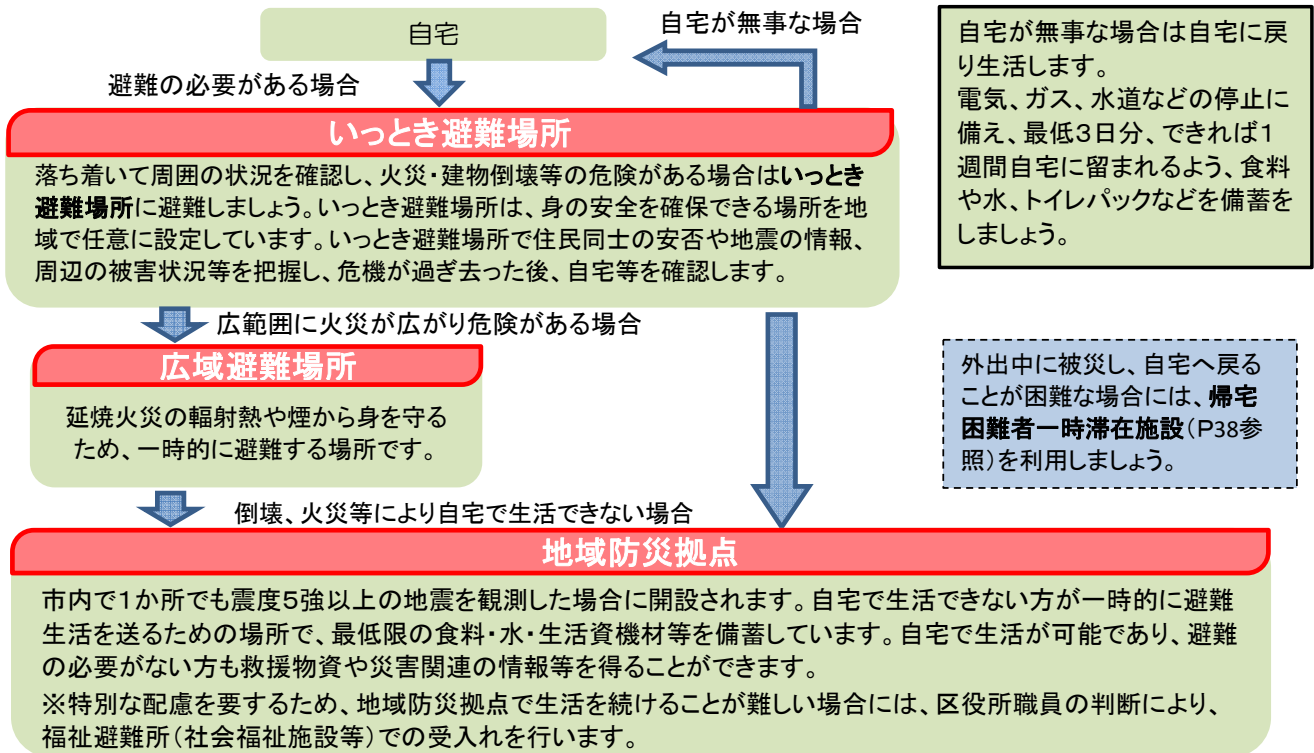 自宅
自宅が無事な場合
避難の必要がある場合
いっとき避難場所
落ち着いて周囲の状況を確認し、火災・建物倒壊等の危険がある場合はいっとき
避難場所に避難しましょう。いっとき避難場所は、身の安全を確保できる場所を地
域で任意に設定しています。いっとき避難場所で住民同士の安否や地震の情報、
周辺の被害状況等を把握し、危機が過ぎ去った後、自宅等を確認します。
自宅が無事な場合は自宅に戻
り生活します。
電気、ガス、水道などの停止に
備え、最低3日分、できれば1
週間自宅に留まれるよう、食料
や水、トイレパックなどを備蓄を
しましょう。
広範囲に火災が広がり危険がある場合
広域避難場所
延焼火災の輻射熱や煙から身を守る
ため、一時的に避難する場所です。
外出中に被災し、自宅へ戻る
ことが困難な場合には、帰宅
困難者一時滞在施設(P38参
照)を利用しましょう。
倒壊、火災等により自宅で生活できない場合
地域防災拠点
市内で1か所でも震度5強以上の地震を観測した場合に開設されます。自宅で生活できない方が一時的に避難
生活を送るための場所で、最低限の食料・水・生活資機材等を備蓄しています。自宅で生活が可能であり、避難
の必要がない方も救援物資や災害関連の情報等を得ることができます。
※特別な配慮を要するため、地域防災拠点で生活を続けることが難しい場合には、区役所職員の判断により、
福祉避難所(社会福祉施設等)での受入れを行います。